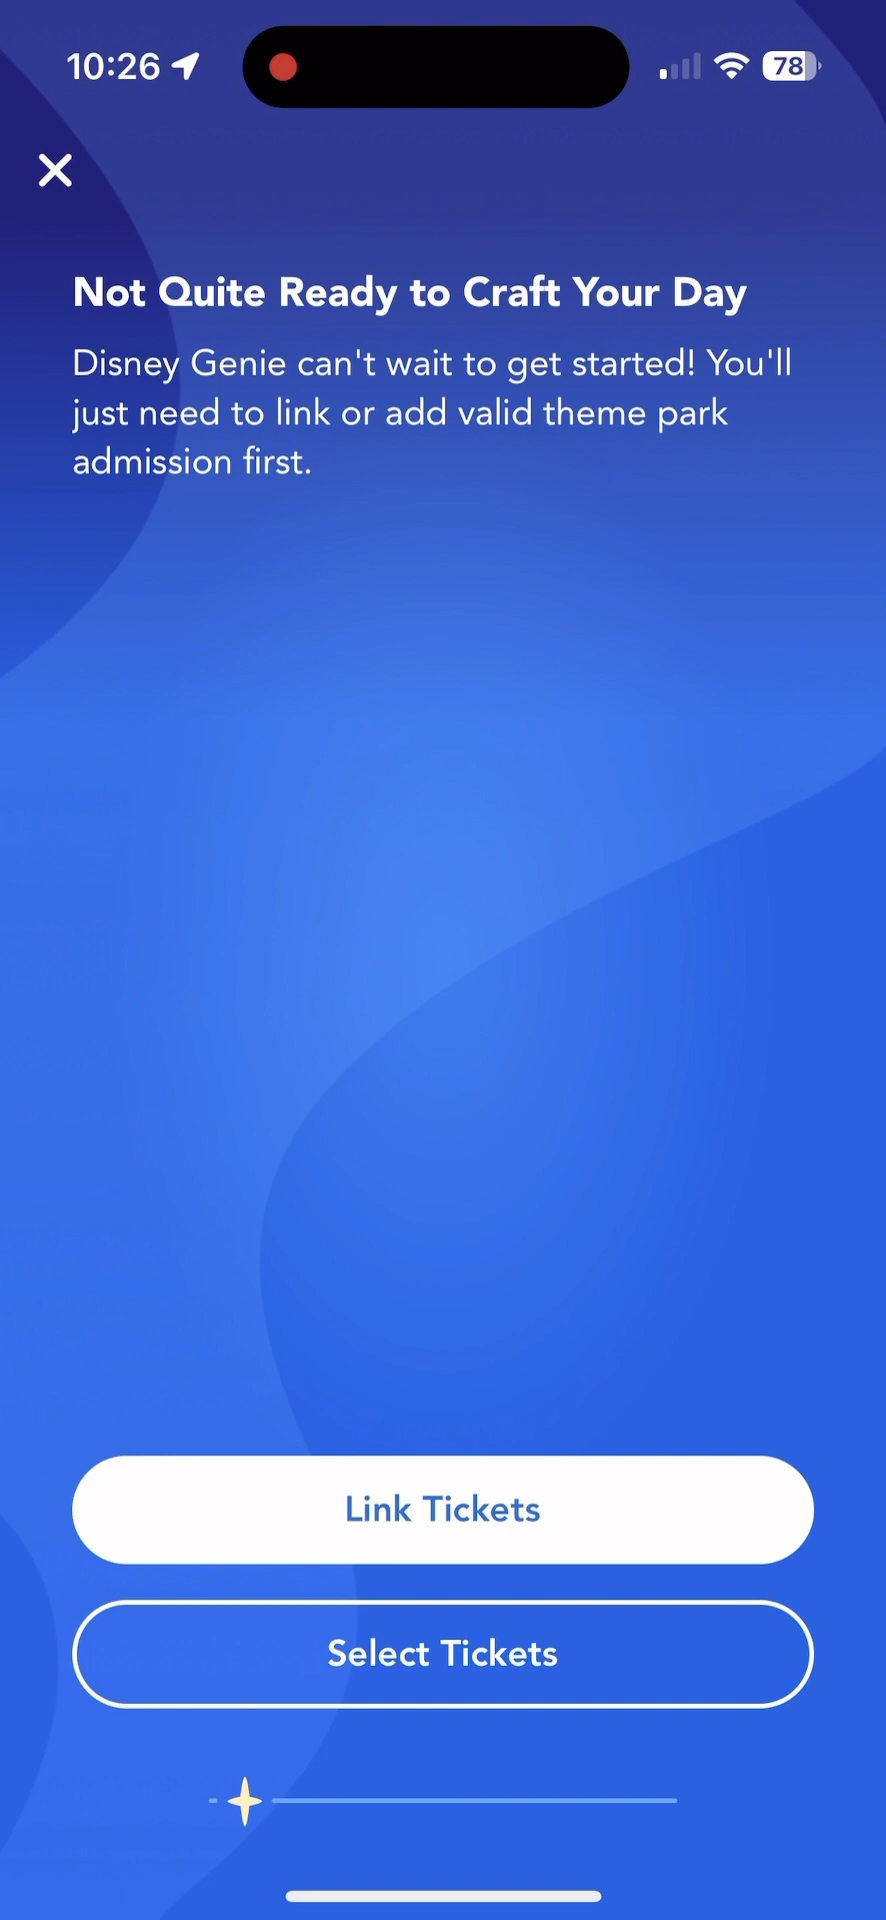 10:26
78
Not Quite Ready to Craft Your Day
Disney Genie can't wait to get started! You'll
just need to link or add valid theme park
admission first.
Link Tickets
Select Tickets